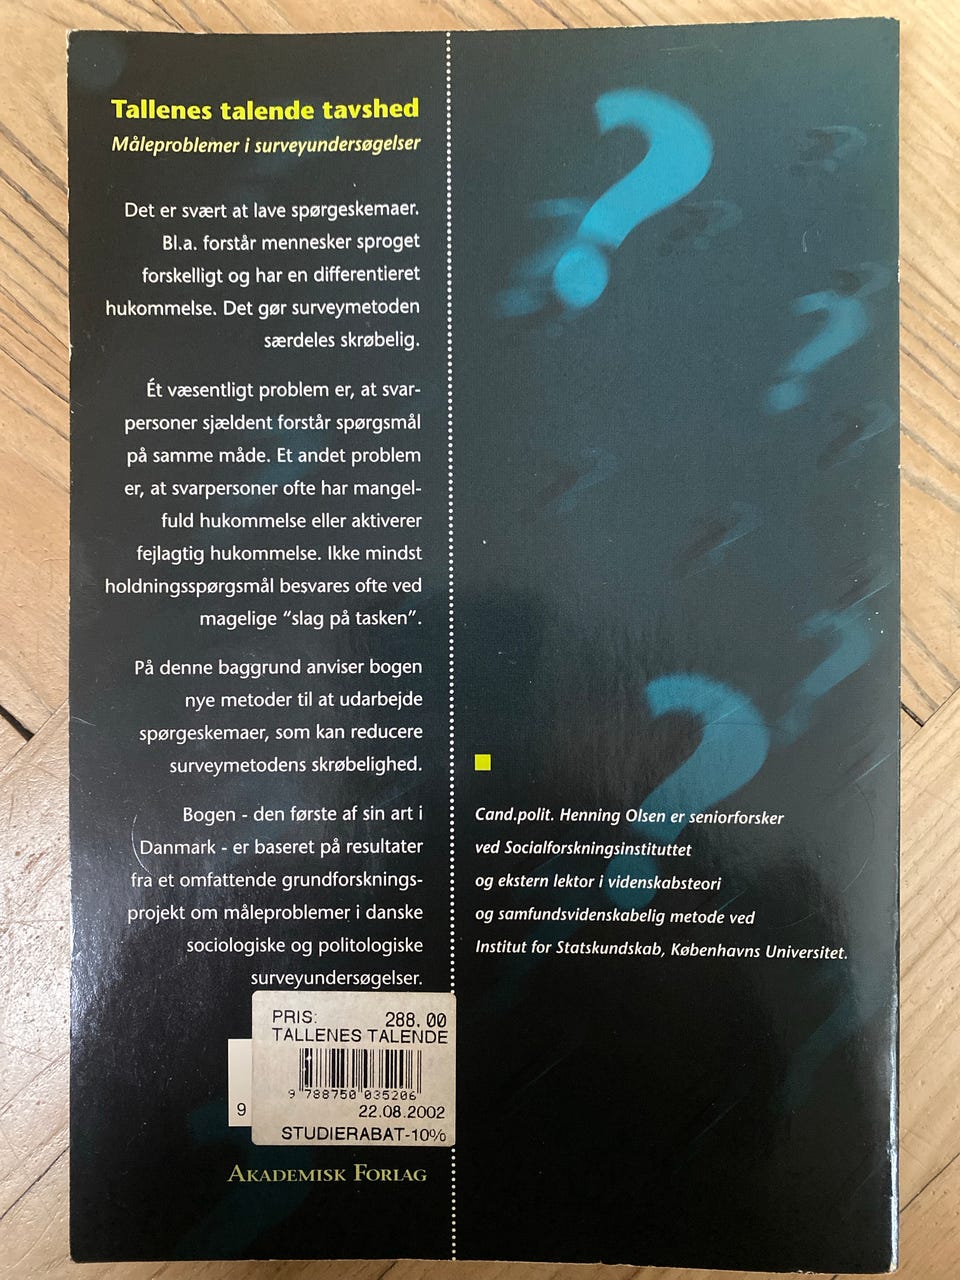 Tallenes talende tavshed
Måleproblemer i surveyundersøgelser
Det er svært at lave spørgeskemaer.
Bl.a. forstår mennesker sproget
forskelligt og har en differentieret
hukommelse. Det gør surveymetoden
særdeles skrøbelig.
Ét væsentligt problem er, at svar-
personer sjældent forstår spørgsmål
på samme måde. Et andet problem
er, at svarpersoner ofte har mangel-
fuld hukommelse eller aktiverer
fejlagtig hukommelse. Ikke mindst
holdningsspørgsmål besvares ofte ved
magelige “slag på tasken”.
På denne baggrund anviser bogen
nye metoder til at udarbejde
spørgeskemaer, som kan reducere
surveymetodens skrøbelighed.
Bogen - den første af sin art i
Danmark - er baseret på resultater
fra et omfattende grundforsknings-
projekt om måleproblemer i danske
sociologiske og politologiske
surveyundersøgelser.
Cand.polit. Henning Olsen er seniorforsker
ved Socialforskningsinstituttet
og ekstern lektor i videnskabsteori
og samfundsvidenskabelig metode ved
Institut for Statskundskab, Københavns Universitet.
PRIS: 288.00
TALLENES TALENDE
9 788750 035206
22.08.2002
STUDIERABAT-10%
9
AKADEMISK FORLAG